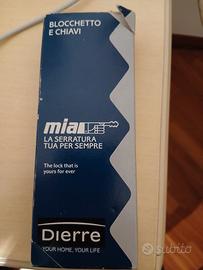 BLOCCHETTO
E CHIAVI
mia
LA SERRATURA
TUA PER SEMPRE
The lock that is
yours for ever
Dierre
YOUR HOME, YOUR LIFE
subito